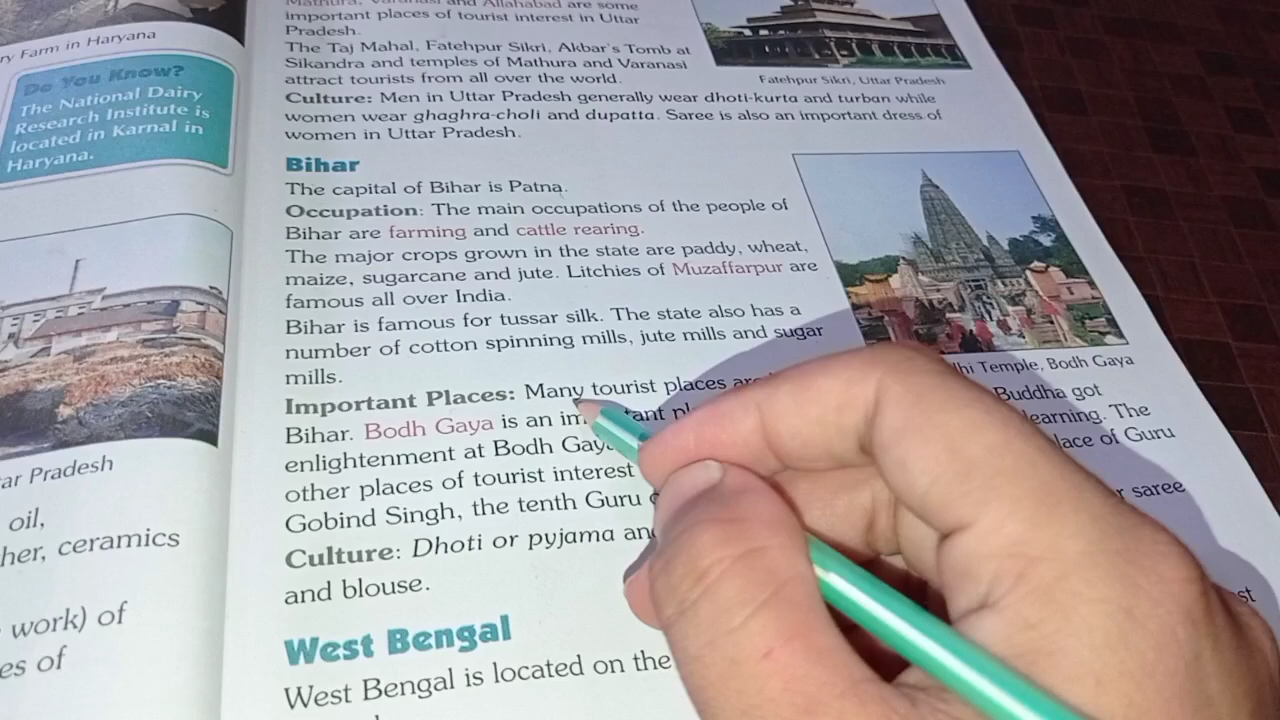 ry Farm in Haryana
Do You Know?
The National Dairy
Research Institute is
located in Karnal in
Haryana.
ar Pradesh
oil,
her, ceramics
work) of
es of
Mathura, Varanasi and Allahabad are some
important places of tourist interest in Uttar
Pradesh.
The Taj Mahal, Fatehpur Sikri, Akbar's Tomb at
Sikandra and temples of Mathura and Varanasi
attract tourists from all over the world.
Fatehpur Sikri, Uttar Pradesh
Culture: Men in Uttar Pradesh generally wear dhoti-kurta and turban while
women wear ghaghra-choli and dupatta. Saree is also an important dress of
women in Uttar Pradesh.
Bihar
The capital of Bihar is Patna.
Occupation: The main occupations of the people of
Bihar are farming and cattle rearing.
The major crops grown in the state are paddy, wheat,
maize, sugarcane and jute. Litchies of Muzaffarpur are
famous all over India.
Bihar is famous for tussar silk. The state also has a
number of cotton spinning mills, jute mills and sugar
mills.
hi Temple, Bodh Gaya
Important Places: Many tourist places
Bihar. Bodh Gaya is an im tant Buddha got
enlightenment at Bodh learning. The
other places of tourist interest lace of Guru
Gobind Singh, the tenth Guru
Culture: Dhoti or pyjama saree
and blouse.
West Bengal
West Bengal is located on the st